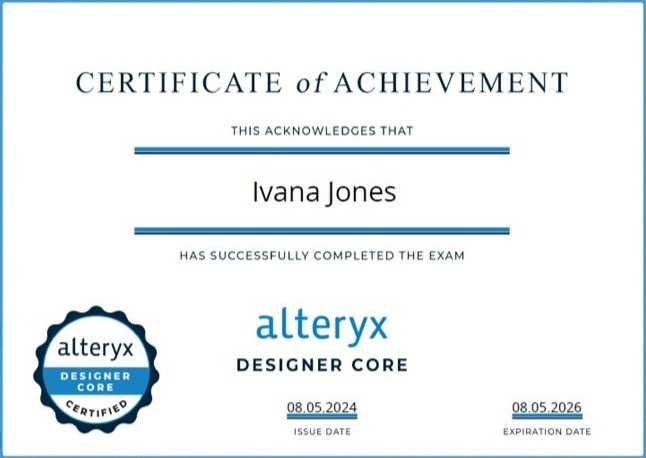 CERTIFICATE of ACHIEVEMENT
THIS ACKNOWLEDGES THAT
Ivana Jones
HAS SUCCESSFULLY COMPLETED THE EXAM
alteryx
DESIGNER CORE
alteryx
DESIGNER
CORE
CERTIFIED
08.05.2024
08.05.2026
ISSUE DATE
EXPIRATION DATE